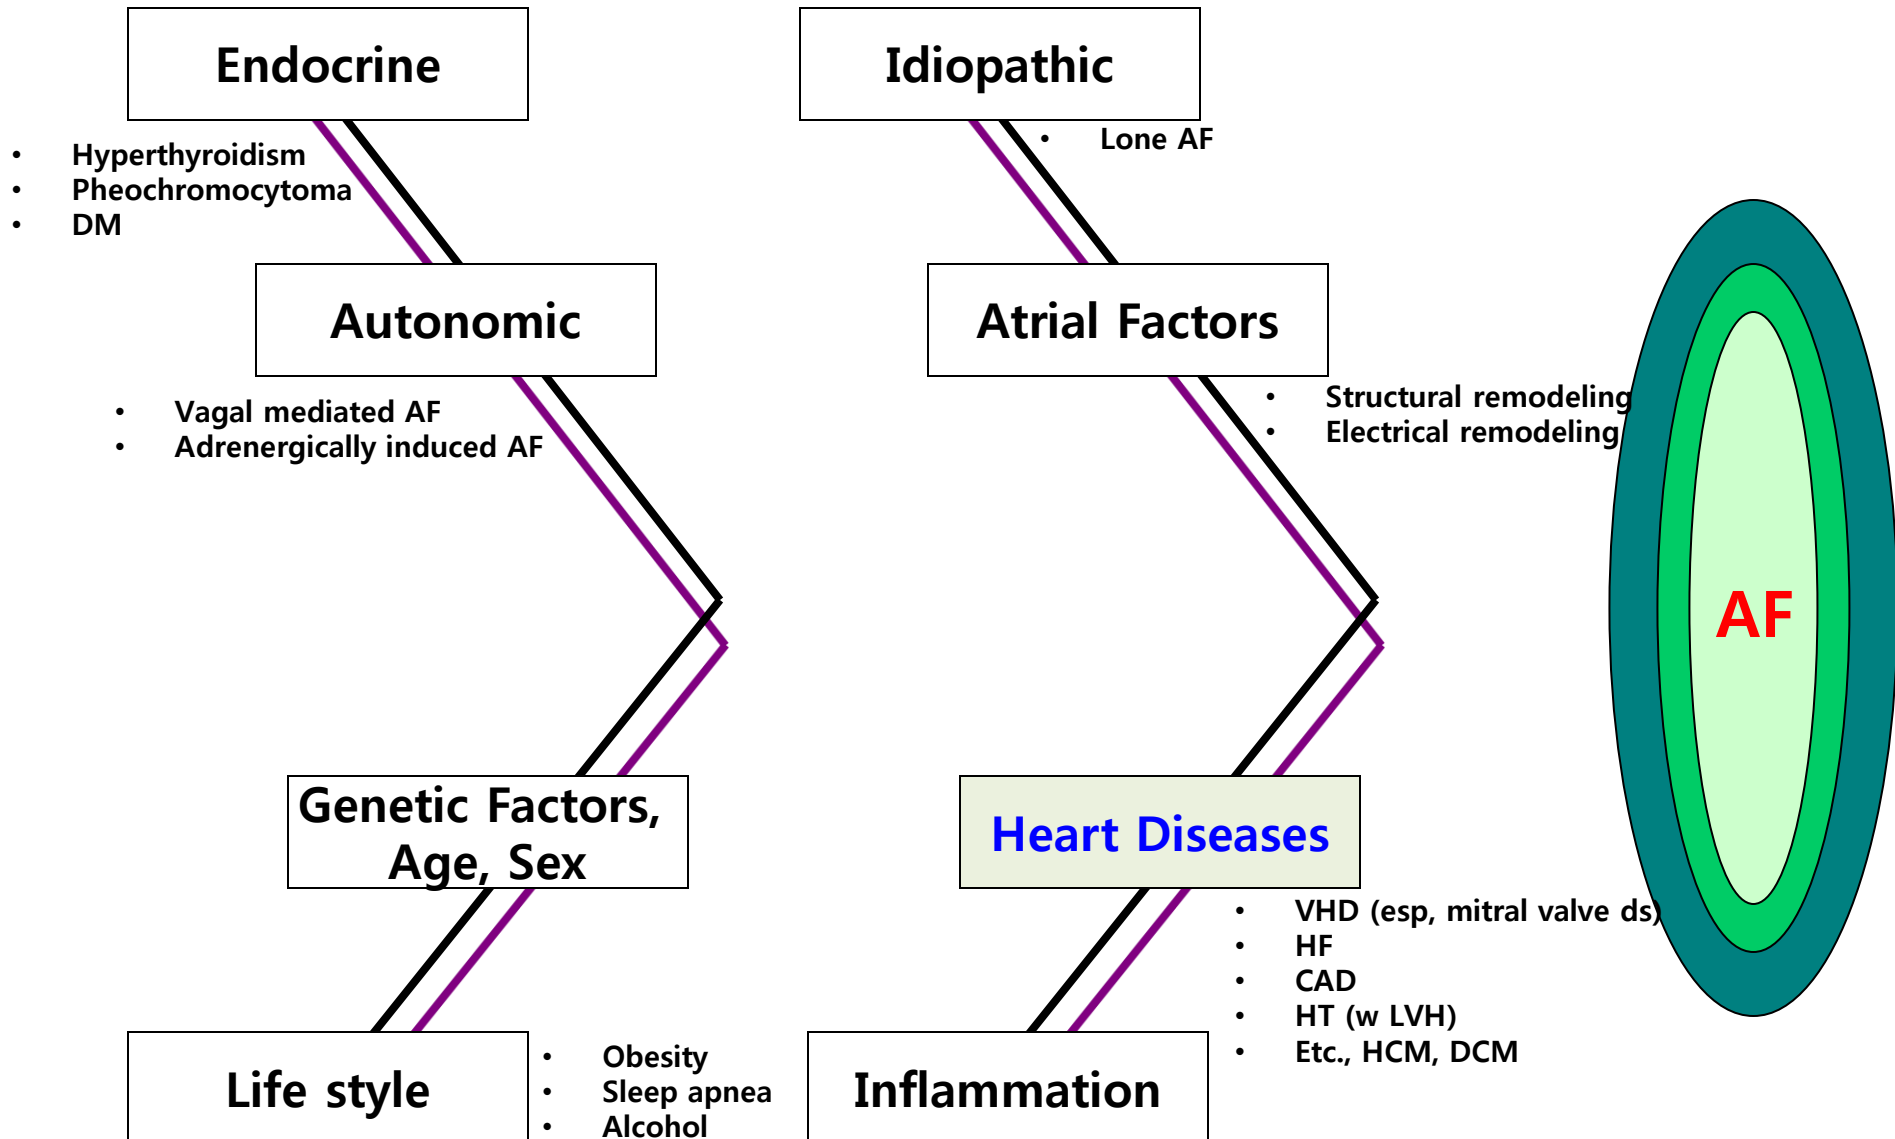 Endocrine
• Hyperthyroidism
• Pheochromocytoma
• DM
Idiopathic
• Lone AF
Autonomic
• Vagal mediated AF
• Adrenergically induced AF
Atrial Factors
• Structural remodeling
• Electrical remodeling
AF
Genetic Factors,
Age, Sex
Heart Diseases
• VHD (esp, mitral valve ds)
• HF
• CAD
• HT (w LVH)
• Etc., HCM, DCM
Life style
• Obesity
• Sleep apnea
• Alcohol
Inflammation